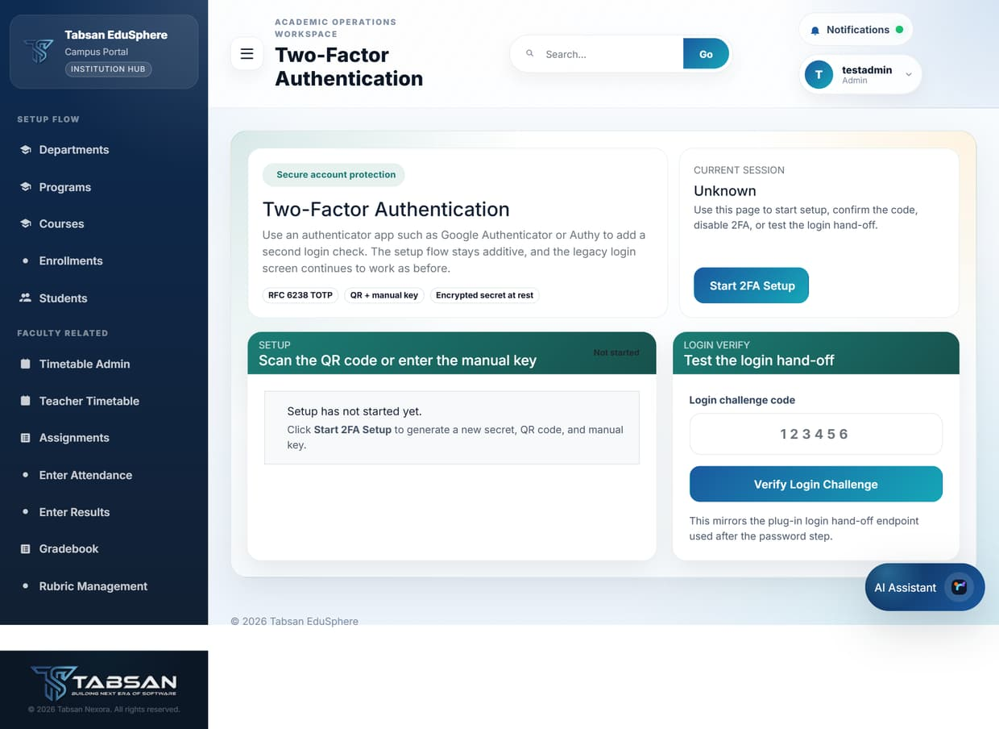 Tabsan EduSphere
Campus Portal
INSTITUTION HUB
SETUP FLOW
Departments
Programs
Courses
Enrollments
Students
FACULTY RELATED
Timetable Admin
Teacher Timetable
Assignments
Enter Attendance
Enter Results
Gradebook
Rubric Management
TABSAN
BUILDING NEXT ERA OF SOFTWARE
© 2026 Tabsan Nexora. All rights reserved.
ACADEMIC OPERATIONS
WORKSPACE
Two-Factor
Authentication
Search...
Go
Notifications
T
testadmin
Admin
Secure account protection
Two-Factor Authentication
Use an authenticator app such as Google Authenticator or Authy to add a
second login check. The setup flow stays additive, and the legacy login
screen continues to work as before.
RFC 6238 TOTP
QR + manual key
Encrypted secret at rest
CURRENT SESSION
Unknown
Use this page to start setup, confirm the code,
disable 2FA, or test the login hand-off.
Start 2FA Setup
SETUP
Scan the QR code or enter the manual key
Not started
Setup has not started yet.
Click Start 2FA Setup to generate a new secret, QR code, and manual
key.
LOGIN VERIFY
Test the login hand-off
Login challenge code
123456
Verify Login Challenge
This mirrors the plug-in login hand-off endpoint
used after the password step.
AI Assistant
© 2026 Tabsan EduSphere